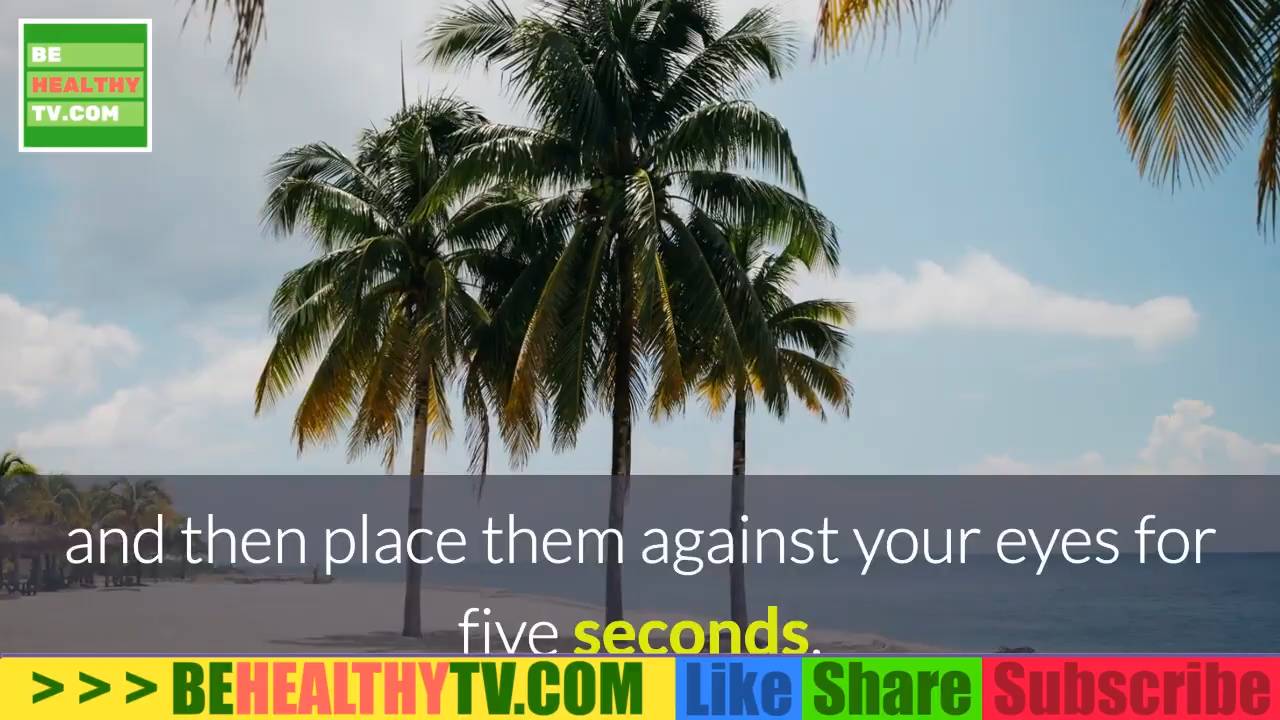 BE
HEALTHY
TV.COM
and then place them against your eyes for
five seconds.
> > > BEHEALTHYTV.COM Like Share Subscribe